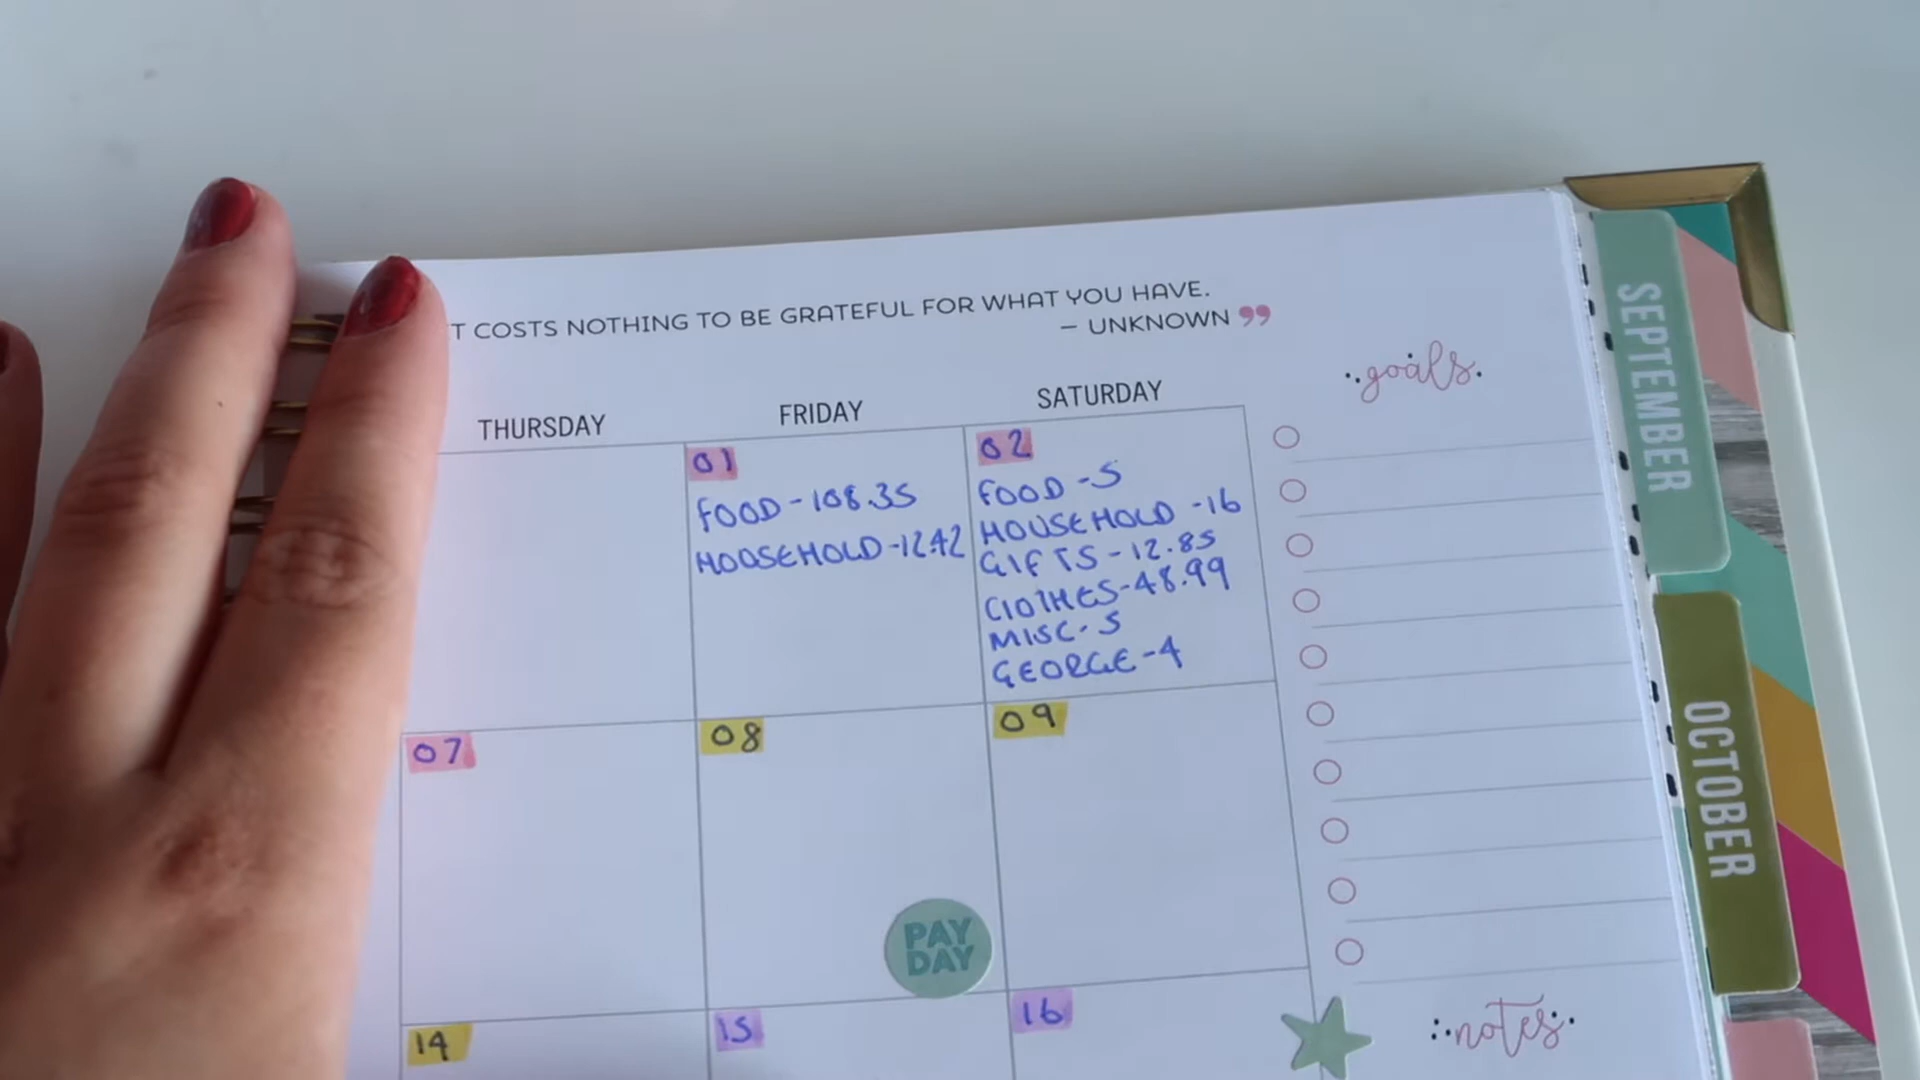 T COSTS NOTHING TO BE GRATEFUL FOR WHAT YOU HAVE.
– UNKNOWN ”
goals
THURSDAY
FRIDAY
SATURDAY
01
FOOD - 108.35
HOUSEHOLD - 12.42
02
FOOD - 5
HOUSEHOLD - 16
GIFTS - 12.85
CLOTHES - 48.99
MISC - 5
GEORGE - 4
07
08
PAY
DAY
09
14
15
16
notes
SEPTEMBER
OCTOBER